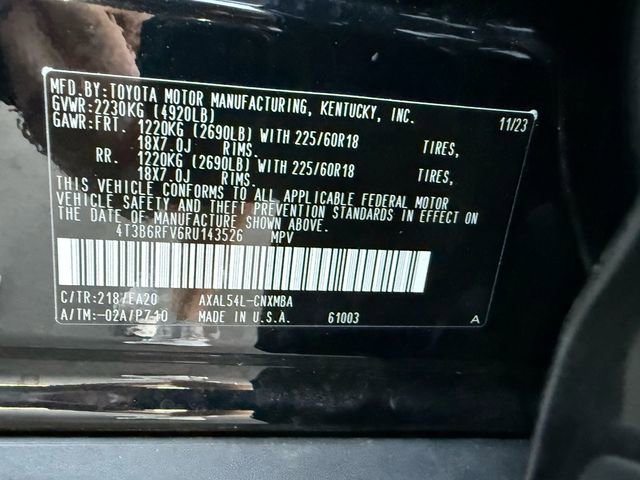 MFD.BY:TOYOTA MOTOR MANUFACTURING, KENTUCKY, INC.
GVWR:2230KG (4920LB) 11/23
GAWR:FRT. 1220KG (2690LB) WITH 225/60R18 TIRES,
18X7.0J RIMS.
RR. 1220KG (2690LB) WITH 225/60R18 TIRES,
18X7.0J RIMS.
THIS VEHICLE CONFORMS TO ALL APPLICABLE FEDERAL MOTOR
VEHICLE SAFETY AND THEFT PREVENTION STANDARDS IN EFFECT ON
THE DATE OF MANUFACTURE SHOWN ABOVE.
4T3B6RFV6RU143526 MPV
C/TR:218/EA20 AXAL54L-CNXMBA
A/TM:-02A/P710 MADE IN U.S.A. 61003 A